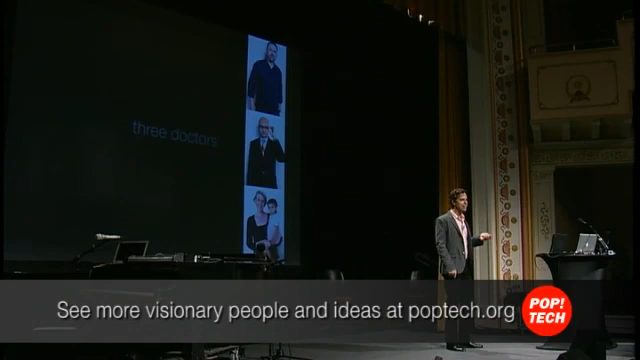 three doctors
See more visionary people and ideas at poptech.org
POP!
TECH